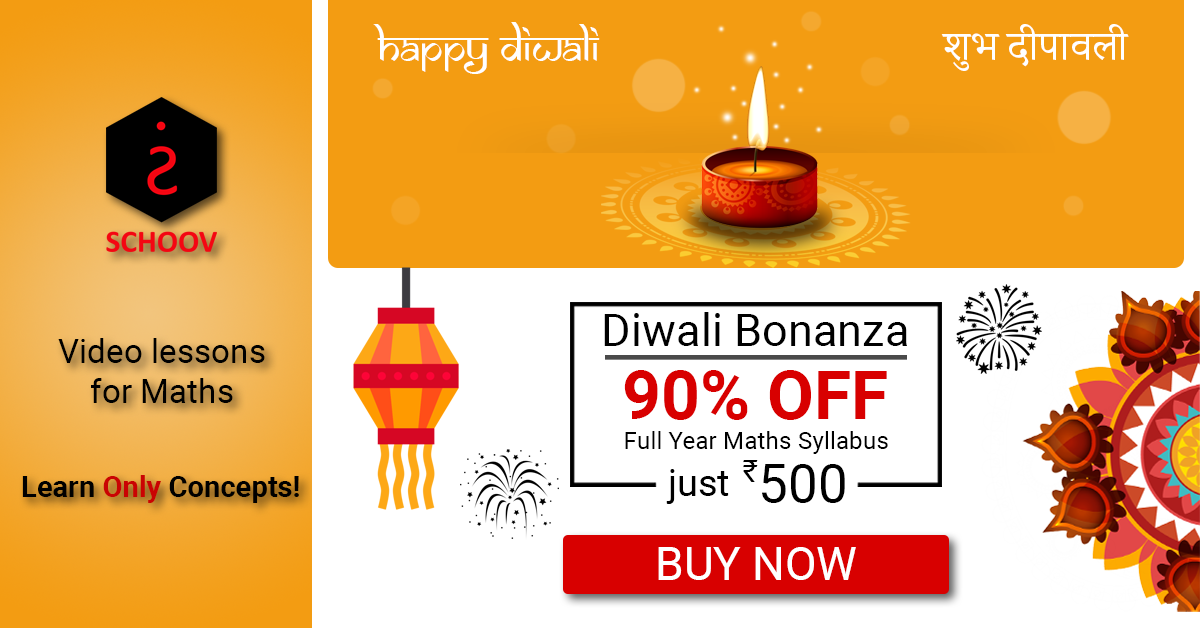 SCHOOV
Video lessons
for Maths
Learn Only Concepts!
happy diwali
शुभ दीपावली
Diwali Bonanza
90% OFF
Full Year Maths Syllabus
just ₹500
BUY NOW